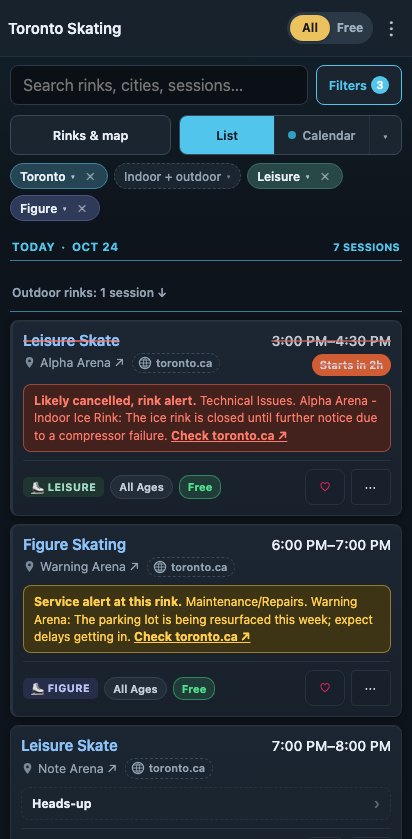 Toronto Skating
All
Free
Search rinks, cities, sessions...
Filters 3
Rinks & map
List
Calendar
Toronto
Indoor + outdoor
Leisure
Figure
TODAY · OCT 24
7 SESSIONS
Outdoor rinks: 1 session ↓
Leisure Skate
3:00 PM–4:30 PM
Alpha Arena ↗
toronto.ca
Starts in 2h
Likely cancelled, rink alert. Technical Issues. Alpha Arena -
Indoor Ice Rink: The ice rink is closed until further notice due
to a compressor failure. Check toronto.ca ↗
LEISURE
All Ages
Free
Figure Skating
6:00 PM–7:00 PM
Warning Arena ↗
toronto.ca
Service alert at this rink. Maintenance/Repairs. Warning
Arena: The parking lot is being resurfaced this week; expect
delays getting in. Check toronto.ca ↗
FIGURE
All Ages
Free
Leisure Skate
7:00 PM–8:00 PM
Note Arena ↗
toronto.ca
Heads-up